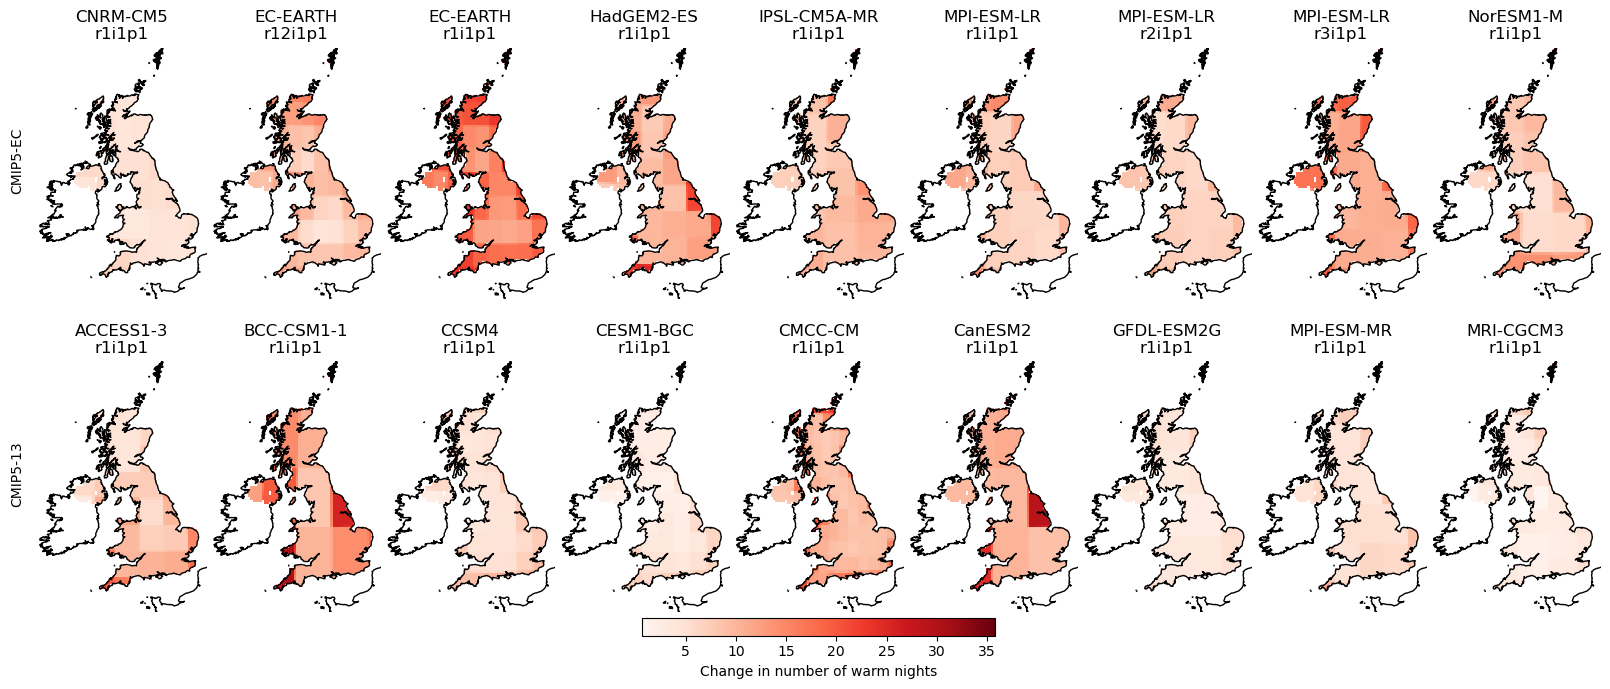 CNRM-CM5 EC-EARTH EC-EARTH HadGEM2-ES IPSL-CM5A-MR MPI-ESM-LR MPI-ESM-LR MPI-ESM-LR NorESM1-M
r1i1p1 r12i1p1 r1i1p1 r1i1p1 r1i1p1 r1i1p1 r2i1p1 r3i1p1 r1i1p1
CMIP5-EC
ACCESS1-3 BCC-CSM1-1 CCSM4 CESM1-BGC CMCC-CM CanESM2 GFDL-ESM2G MPI-ESM-MR MRI-CGCM3
r1i1p1 r1i1p1 r1i1p1 r1i1p1 r1i1p1 r1i1p1 r1i1p1 r1i1p1 r1i1p1
CMIP5-13
5 10 15 20 25 30 35
Change in number of warm nights